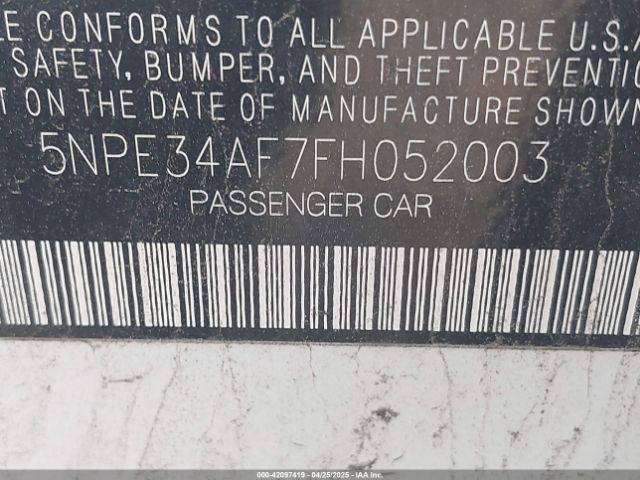 E CONFORMS TO ALL APPLICABLE U.S.A
SAFETY, BUMPER, AND THEFT PREVENTIO
T ON THE DATE OF MANUFACTURE SHOWN
5NPE34AF7FH052003
PASSENGER CAR
000-42097419 | 04/25/2025 - IAA Inc.